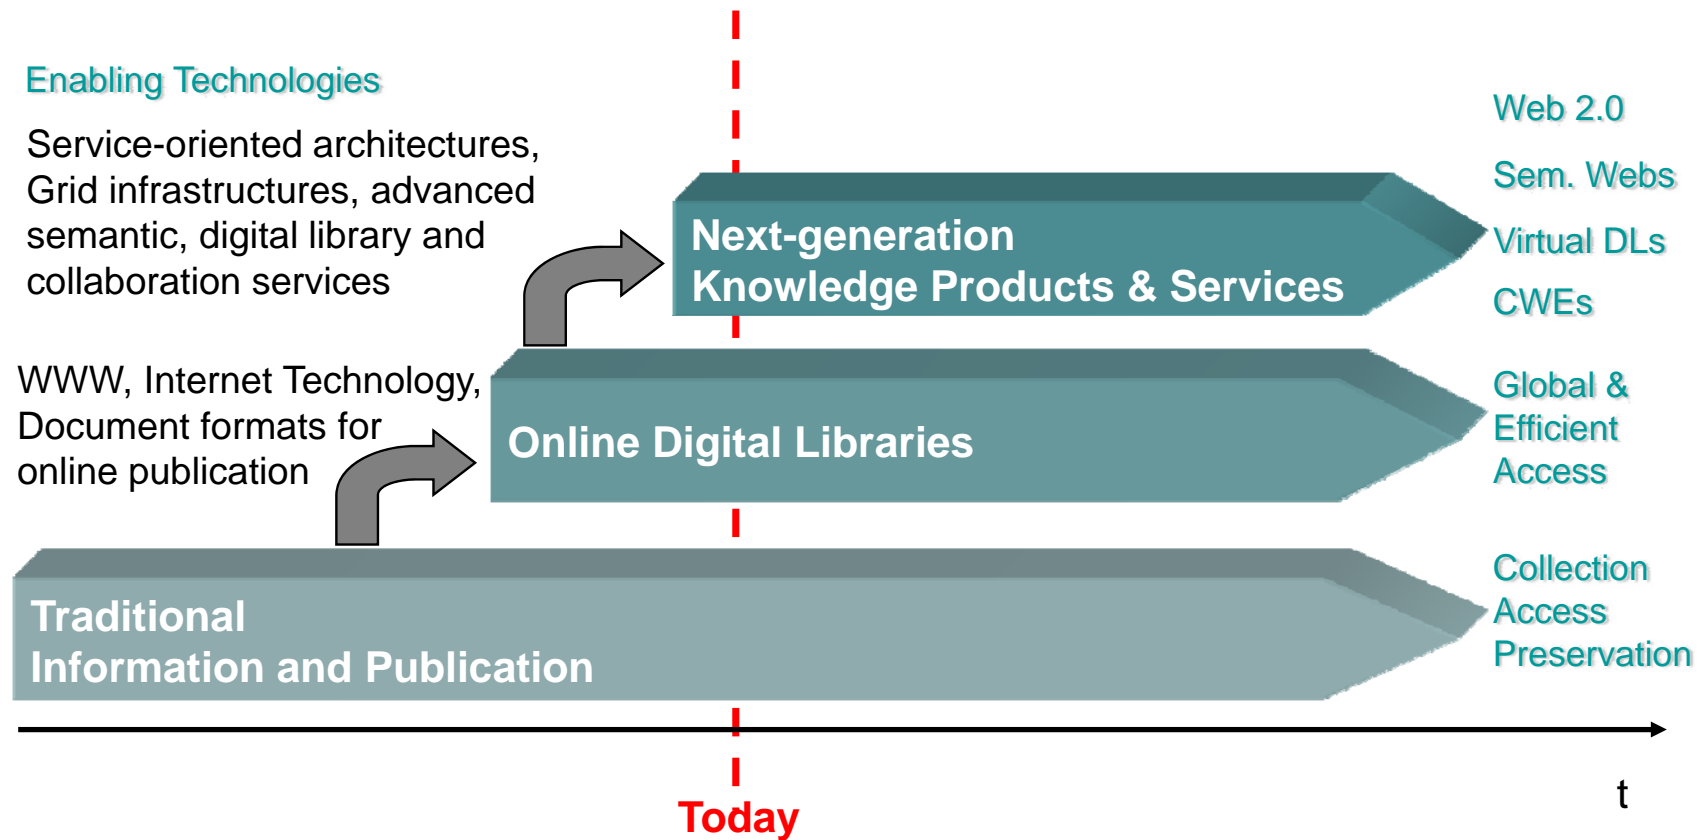 Enabling Technologies
Service-oriented architectures,
Grid infrastructures, advanced
semantic, digital library and
collaboration services
Next-generation
Knowledge Products & Services
Web 2.0
Sem. Webs
Virtual DLs
CWEs
WWW, Internet Technology,
Document formats for
online publication
Online Digital Libraries
Global &
Efficient
Access
Traditional
Information and Publication
Collection
Access
Preservation
t
Today